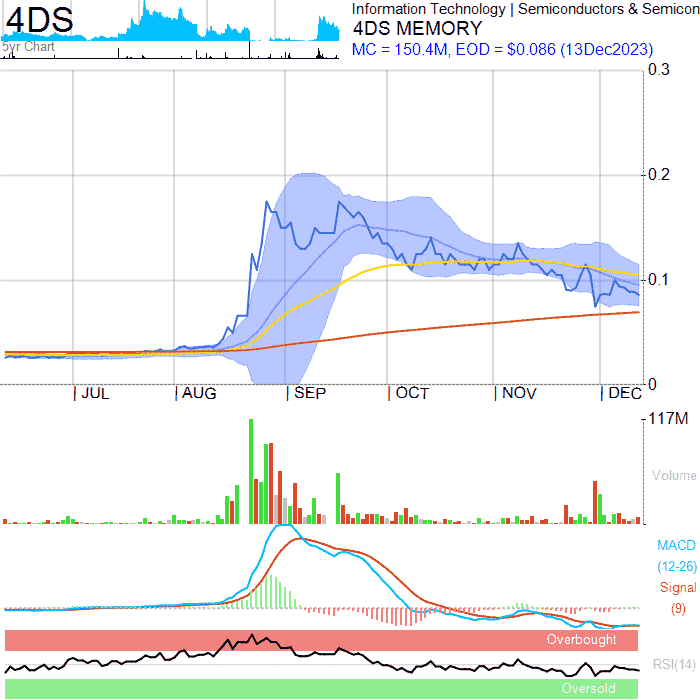 4DS
5yr Chart
Information Technology | Semiconductors & Semicon
4DS MEMORY
MC = 150.4M, EOD = $0.086 (13Dec2023)
0.3
0.2
0.1
0
| JUL | AUG | SEP | OCT | NOV | DEC
117M
Volume
MACD
(12-26)
Signal
(9)
Overbought
RSI(14)
Oversold